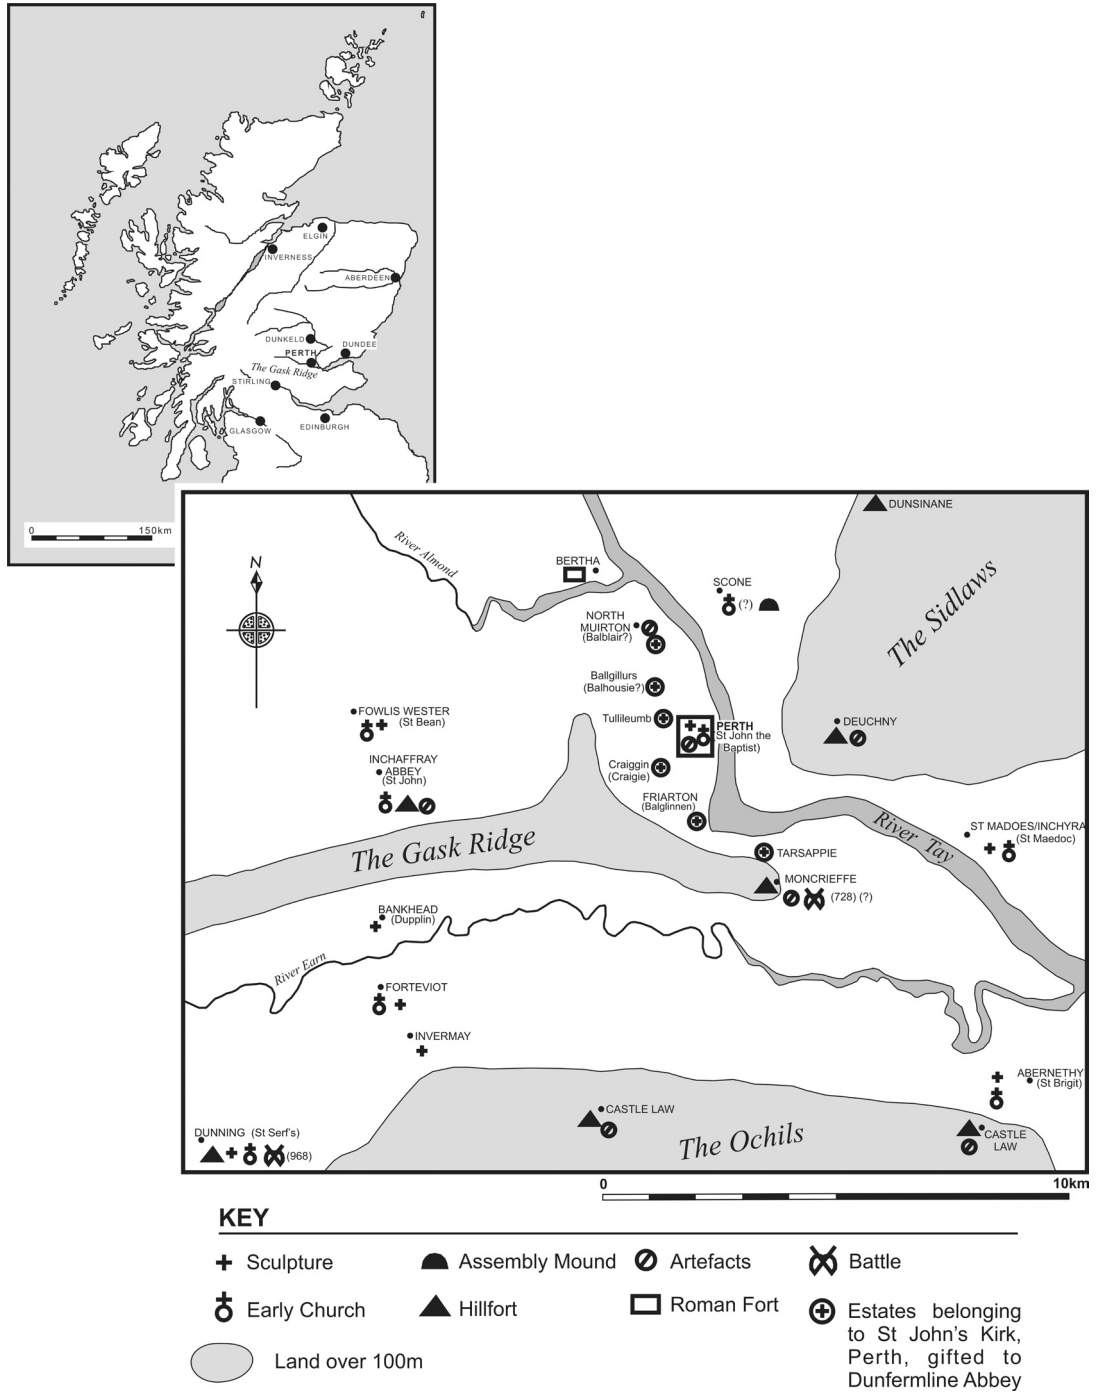 ELGIN
INVERNESS
ABERDEEN
DUNKELD
DUNDEE
PERTH
The Gask Ridge
STIRLING
GLASGOW
EDINBURGH
0 150km
N
River Almond
BERTHA
DUNSINANE
SCONE
(?)
The Sidlaws
NORTH
MUIRTON
(Balblair?)
Ballgillurs
(Balhousie?)
Tullileumb
PERTH
(St John the
Baptist)
DEUCHNY
FOWLIS WESTER
(St Bean)
INCHAFFRAY
ABBEY
(St John)
Craiggin
(Craigie)
FRIARTON
(Balglinnen)
River Tay
ST MADOES/INCHYRA
(St Maedoc)
The Gask Ridge
TARSAPPIE
MONCRIEFFE
(728) (?)
BANKHEAD
(Dupplin)
River Earn
FORTEVIOT
INVERMAY
ABERNETHY
(St Brigit)
CASTLE LAW
The Ochils
CASTLE
LAW
DUNNING (St Serf's)
(968)
0 10km
KEY
Sculpture
Assembly Mound
Artefacts
Battle
Early Church
Hillfort
Roman Fort
Estates belonging
to St John's Kirk,
Perth, gifted to
Dunfermline Abbey
Land over 100m